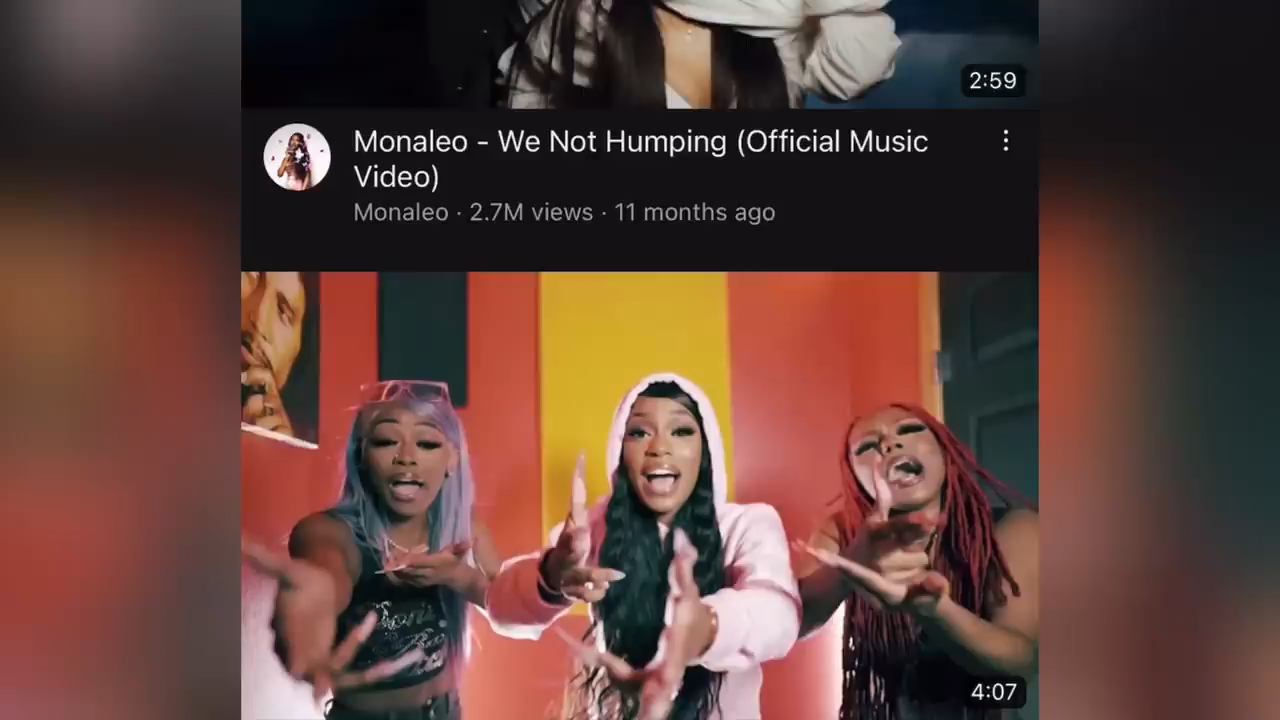 2:59
Monaleo - We Not Humping (Official Music
Video)
Monaleo · 2.7M views · 11 months ago
4:07